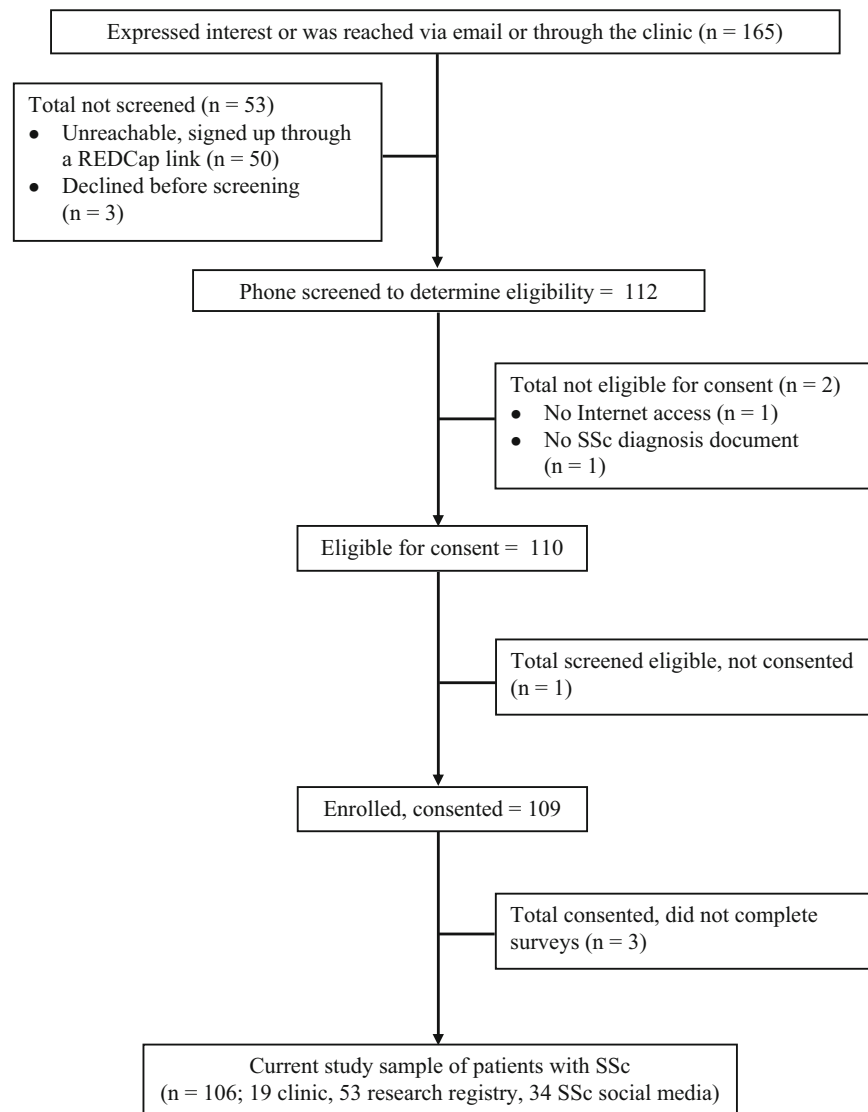 Expressed interest or was reached via email or through the clinic (n = 165)
Total not screened (n = 53)
● Unreachable, signed up through
a REDCap link (n = 50)
● Declined before screening
(n = 3)
Phone screened to determine eligibility = 112
Total not eligible for consent (n = 2)
● No Internet access (n = 1)
● No SSc diagnosis document
(n = 1)
Eligible for consent = 110
Total screened eligible, not consented
(n = 1)
Enrolled, consented = 109
Total consented, did not complete
surveys (n = 3)
Current study sample of patients with SSc
(n = 106; 19 clinic, 53 research registry, 34 SSc social media)